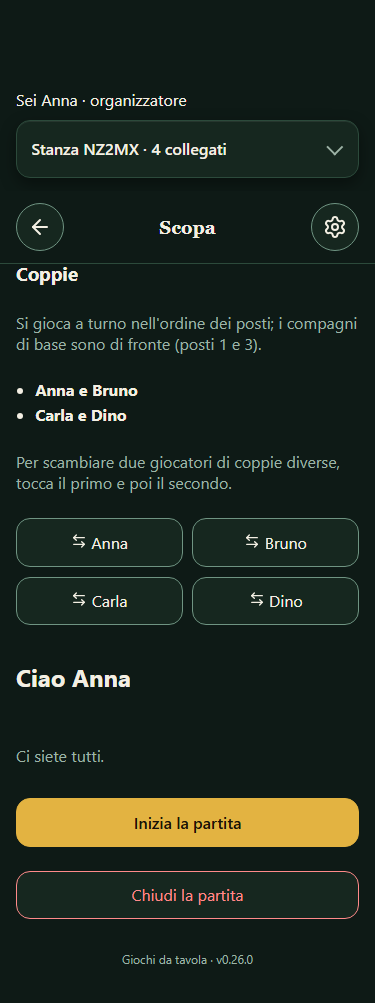 Sei Anna · organizzatore
Stanza NZ2MX · 4 collegati
Scopa
Coppie
Si gioca a turno nell'ordine dei posti; i compagni
di base sono di fronte (posti 1 e 3).
Anna e Bruno
Carla e Dino
Per scambiare due giocatori di coppie diverse,
tocca il primo e poi il secondo.
Anna
Bruno
Carla
Dino
Ciao Anna
Ci siete tutti.
Inizia la partita
Chiudi la partita
Giochi da tavola · v0.26.0